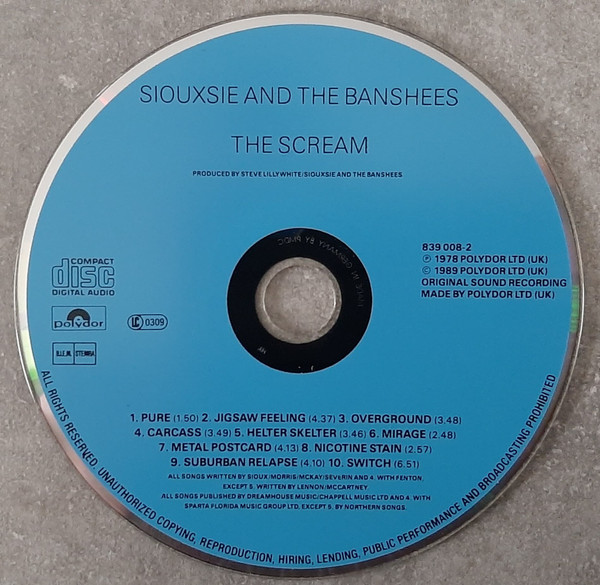 SIOUXSIE AND THE BANSHEES
THE SCREAM
PRODUCED BY STEVE LILLYWHITE/SIOUXSIE AND THE BANSHEES
COMPACT
disc
DIGITAL AUDIO
839 008-2
Ⓟ 1978 POLYDOR LTD (UK)
© 1989 POLYDOR LTD (UK)
ORIGINAL SOUND RECORDING
MADE BY POLYDOR LTD (UK)
MADE IN GERMANY BY PMDC
polydor
LC 0309
B.I.E.M. STEMRA
1. PURE (1.50) 2. JIGSAW FEELING (4.37) 3. OVERGROUND (3.48)
4. CARCASS (3.49) 5. HELTER SKELTER (3.46) 6. MIRAGE (2.48)
7. METAL POSTCARD (4.13) 8. NICOTINE STAIN (2.57)
9. SUBURBAN RELAPSE (4.10) 10. SWITCH (6.51)
ALL SONGS WRITTEN BY SIOUX/MORRIS/MCKAY/SEVERIN AND 4. WITH FENTON,
EXCEPT 5. WRITTEN BY LENNON/MCCARTNEY.
ALL SONGS PUBLISHED BY DREAMHOUSE MUSIC/CHAPPELL MUSIC LTD AND 4. WITH
SPARTA FLORIDA MUSIC GROUP LTD, EXCEPT 5. BY NORTHERN SONGS.
ALL RIGHTS RESERVED. UNAUTHORIZED COPYING, REPRODUCTION, HIRING, LENDING, PUBLIC PERFORMANCE AND BROADCASTING PROHIBITED